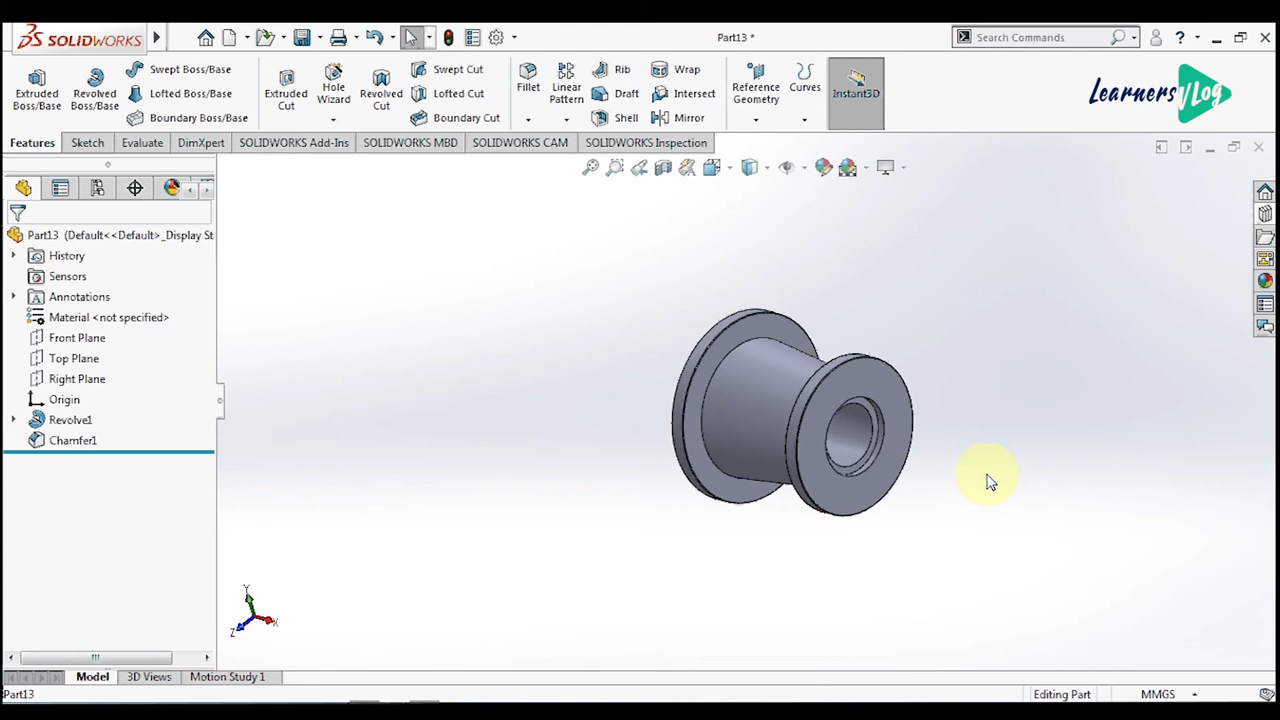 SOLIDWORKS
Part13 *
Search Commands
?
Extruded Boss/Base
Revolved Boss/Base
Swept Boss/Base
Lofted Boss/Base
Boundary Boss/Base
Extruded Cut
Hole Wizard
Revolved Cut
Swept Cut
Lofted Cut
Boundary Cut
Fillet
Linear Pattern
Rib
Draft
Shell
Wrap
Intersect
Mirror
Reference Geometry
Curves
Instant3D
LearnersVlog
Features
Sketch
Evaluate
DimXpert
SOLIDWORKS Add-Ins
SOLIDWORKS MBD
SOLIDWORKS CAM
SOLIDWORKS Inspection
Part13 (Default<<Default>_Display St
History
Sensors
Annotations
Material <not specified>
Front Plane
Top Plane
Right Plane
Origin
Revolve1
Chamfer1
Y
Z
X
Model
3D Views
Motion Study 1
Part13
Editing Part
MMGS